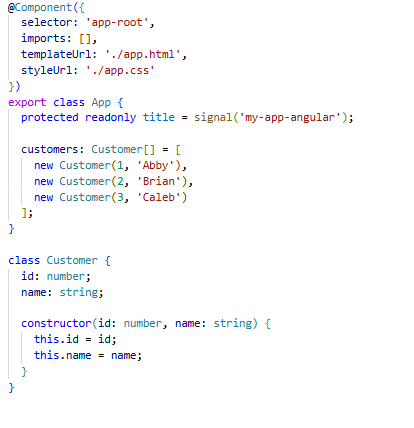 @Component({
  selector: 'app-root',
  imports: [],
  templateUrl: './app.html',
  styleUrl: './app.css'
})
export class App {
  protected readonly title = signal('my-app-angular');

  customers: Customer[] = [
    new Customer(1, 'Abby'),
    new Customer(2, 'Brian'),
    new Customer(3, 'Caleb')
  ];
}

class Customer {
  id: number;
  name: string;

  constructor(id: number, name: string) {
    this.id = id;
    this.name = name;
  }
}